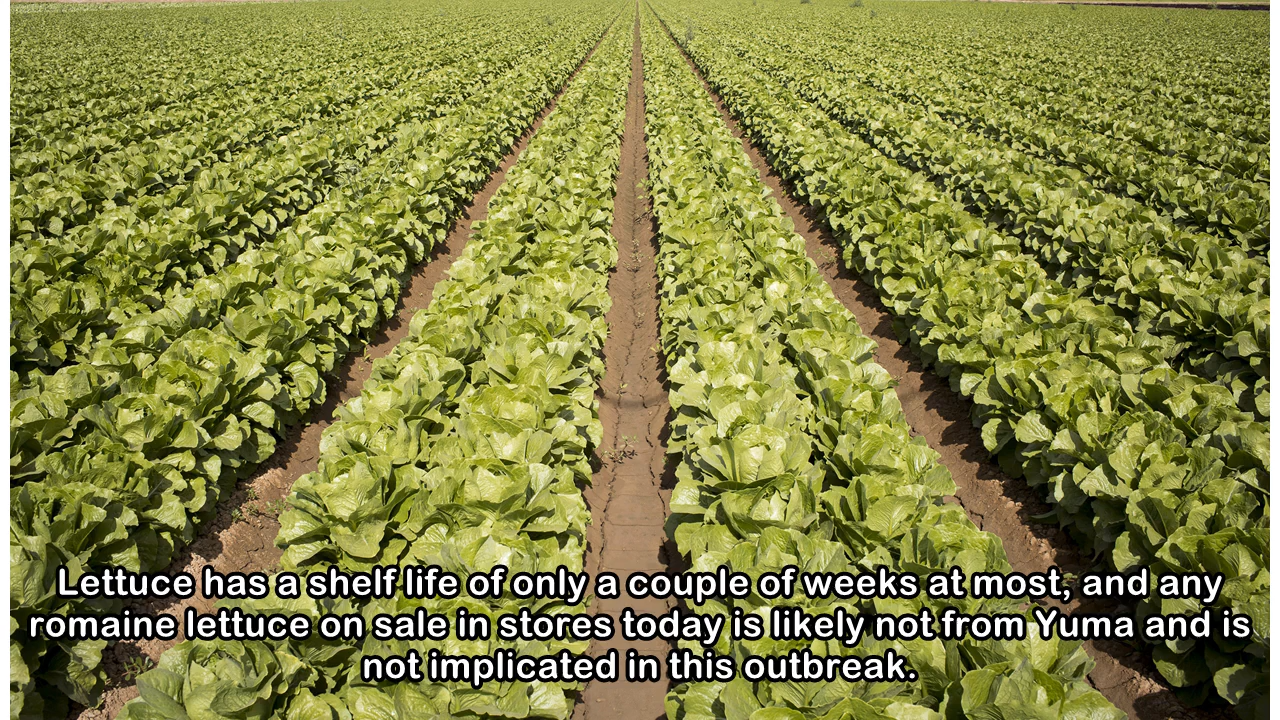 Lettuce has a shelf life of only a couple of weeks at most, and any
romaine lettuce on sale in stores today is likely not from Yuma and is
not implicated in this outbreak.